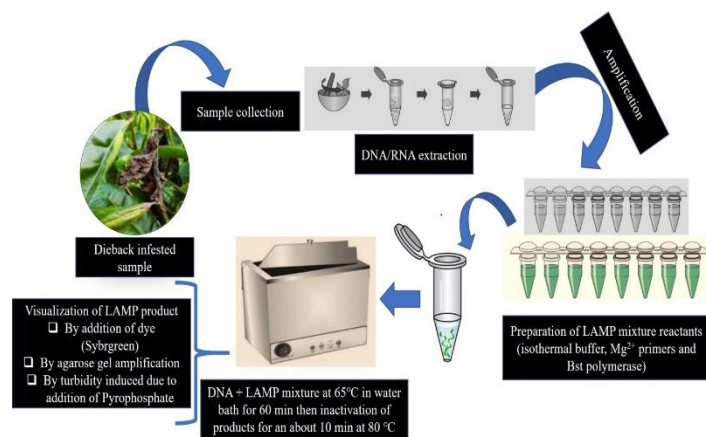 Sample collection
DNA/RNA extraction
Amplification
Dieback infested
sample
Preparation of LAMP mixture reactants
(isothermal buffer, Mg²⁺ primers and
Bst polymerase)
DNA + LAMP mixture at 65℃ in water
bath for 60 min then inactivation of
products for an about 10 min at 80 ℃
Visualization of LAMP product
❑ By addition of dye
(Sybrgreen)
❑ By agarose gel amplification
❑ By turbidity induced due to
addition of Pyrophosphate